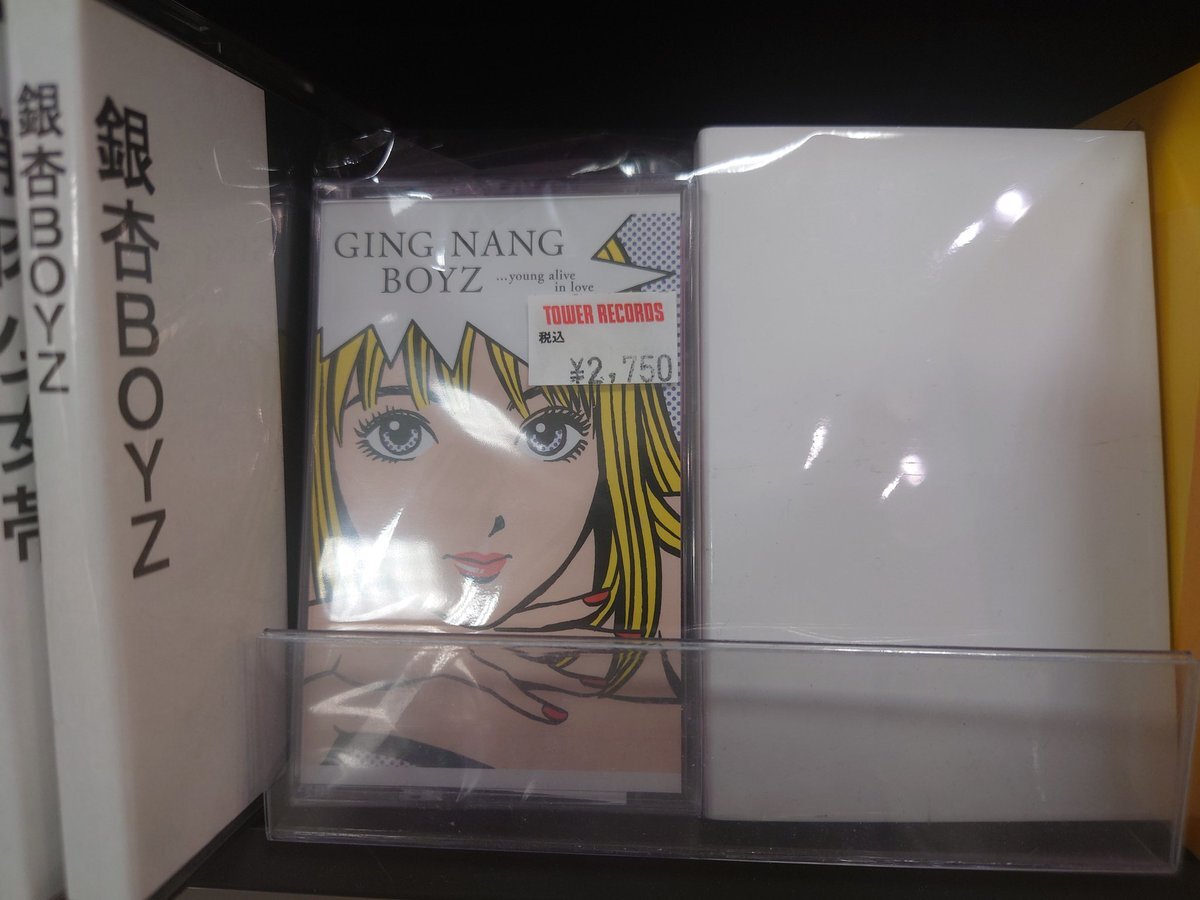 銀杏BOYZ
銀杏BOYZ
GING NANG
BOYZ
...young alive
in love
TOWER RECORDS
税込
¥2,750